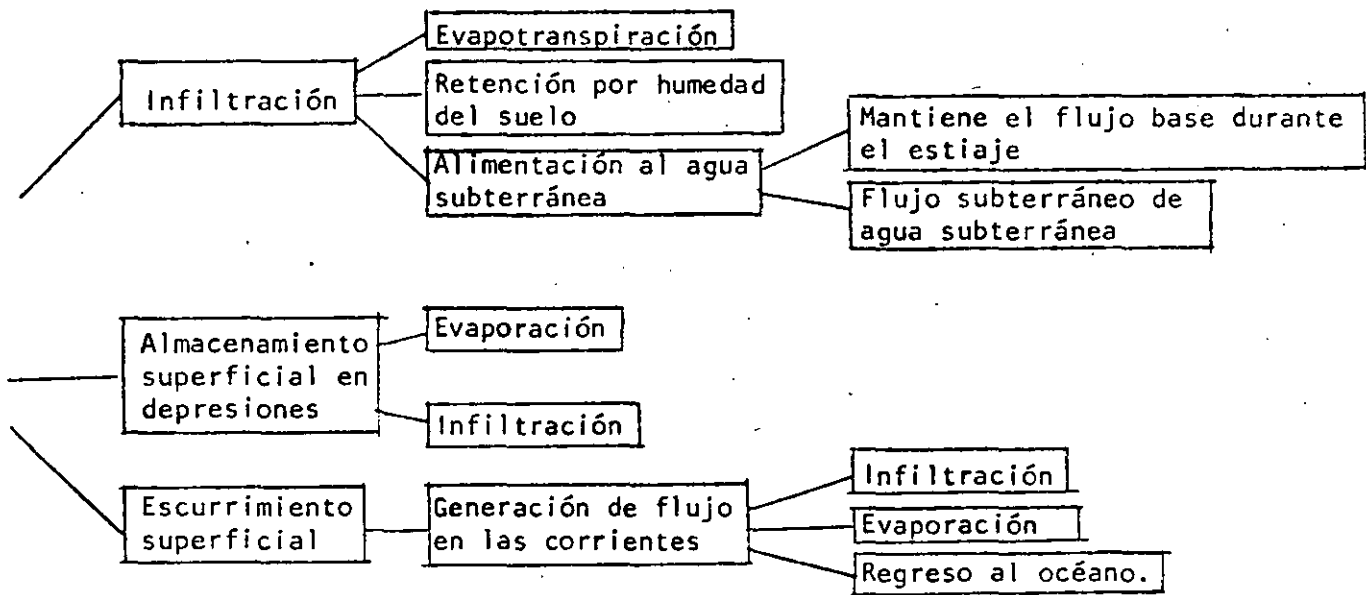 Evapotranspiración
Infiltración
Retención por humedad
del suelo
Alimentación al agua
subterránea
Mantiene el flujo base durante
el estiaje
Flujo subterráneo de
agua subterránea
Almacenamiento
superficial en
depresiones
Evaporación
Infiltración
Escurrimiento
superficial
Generación de flujo
en las corrientes
Infiltración
Evaporación
Regreso al océano.